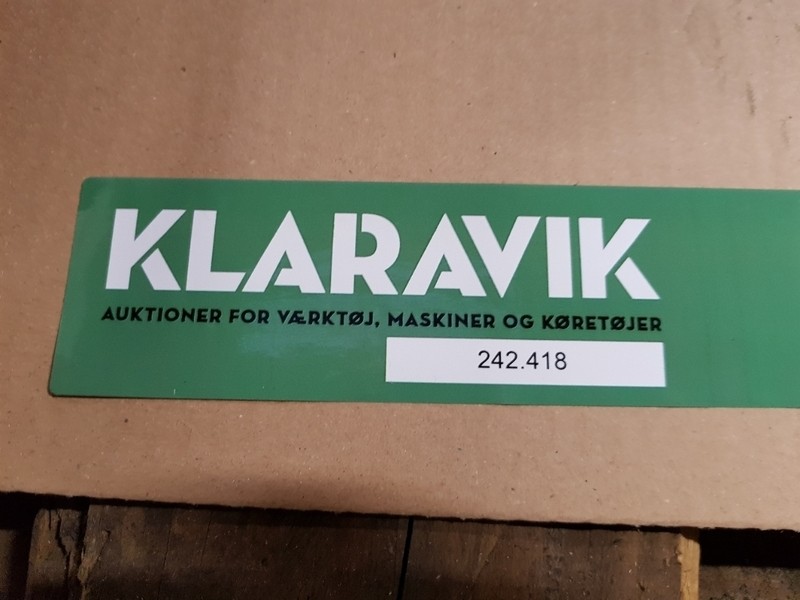 KLARAVIK
AUKTIONER FOR VÆRKTØJ, MASKINER OG KØRETØJER
242.418